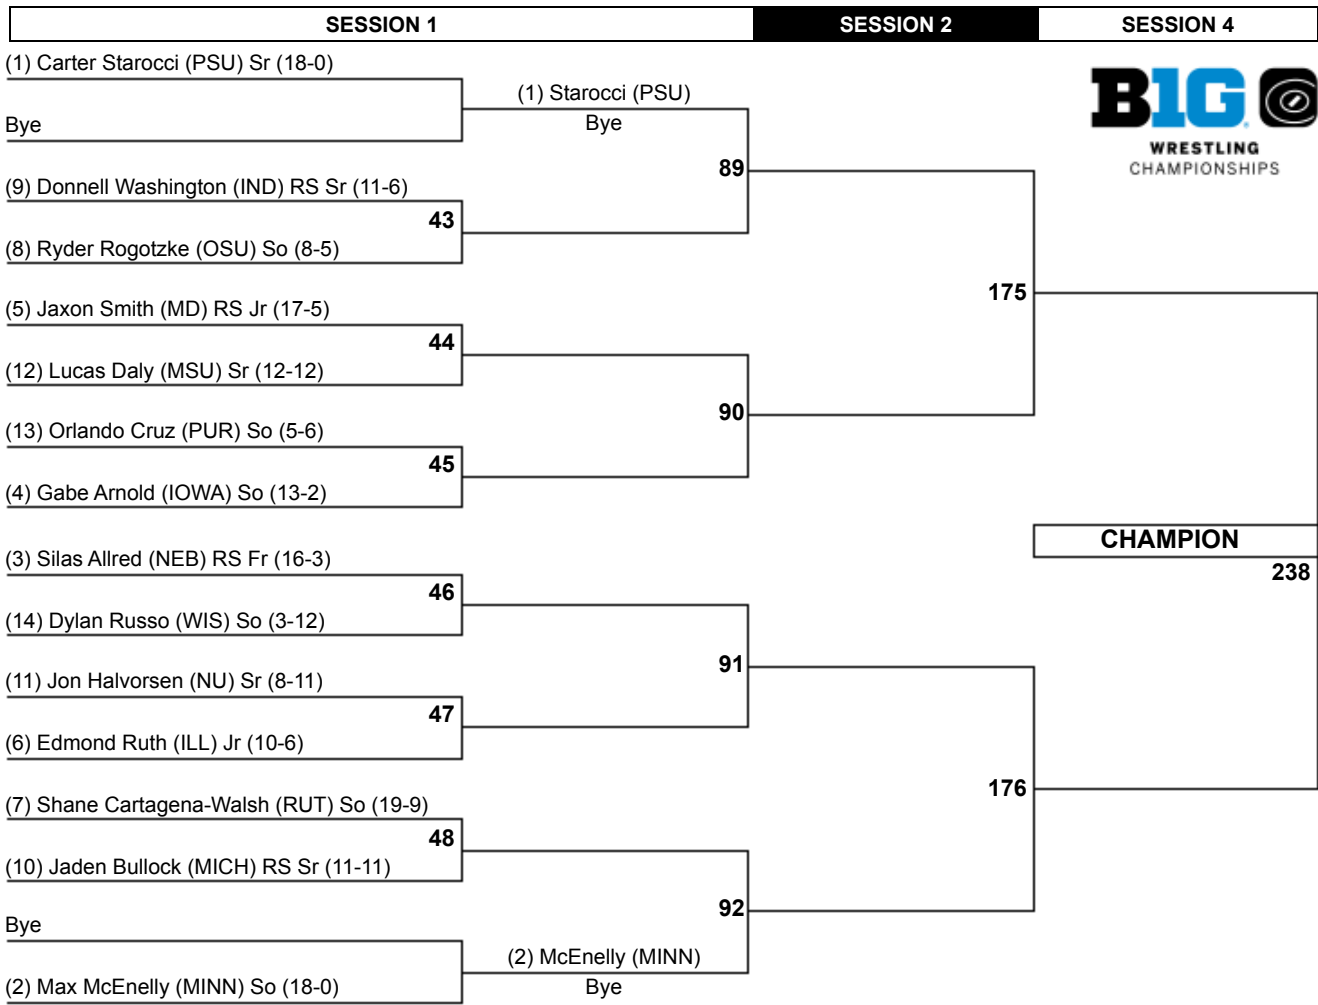 SESSION 1
SESSION 2
SESSION 4
(1) Carter Starocci (PSU) Sr (18-0)
Bye
(1) Starocci (PSU)
Bye
B1G
WRESTLING
CHAMPIONSHIPS
89
(9) Donnell Washington (IND) RS Sr (11-6)
43
(8) Ryder Rogotzke (OSU) So (8-5)
175
(5) Jaxon Smith (MD) RS Jr (17-5)
44
(12) Lucas Daly (MSU) Sr (12-12)
90
(13) Orlando Cruz (PUR) So (5-6)
45
(4) Gabe Arnold (IOWA) So (13-2)
CHAMPION
238
(3) Silas Allred (NEB) RS Fr (16-3)
46
(14) Dylan Russo (WIS) So (3-12)
91
(11) Jon Halvorsen (NU) Sr (8-11)
47
(6) Edmond Ruth (ILL) Jr (10-6)
176
(7) Shane Cartagena-Walsh (RUT) So (19-9)
48
(10) Jaden Bullock (MICH) RS Sr (11-11)
92
Bye
(2) McEnelly (MINN)
Bye
(2) Max McEnelly (MINN) So (18-0)